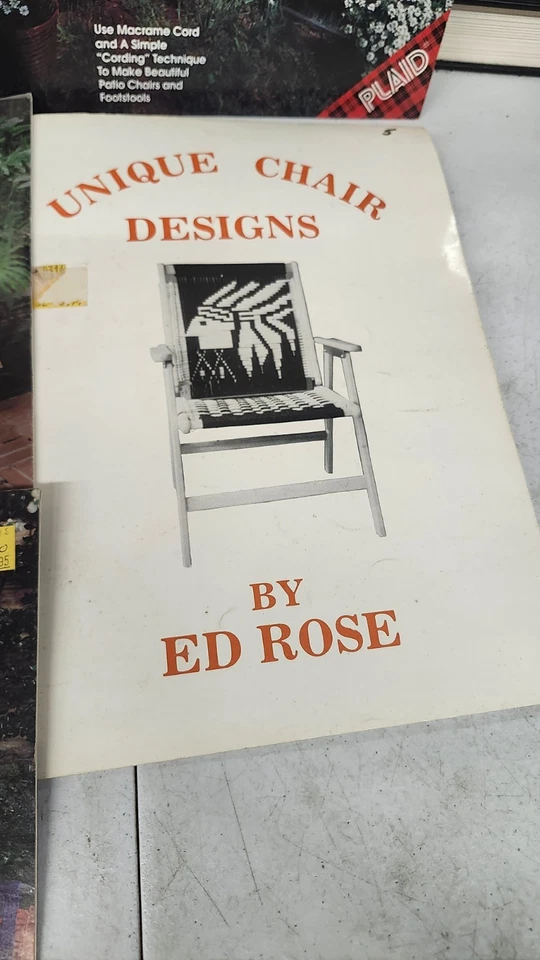 Use Macrame Cord
and A Simple
"Cording" Technique
To Make Beautiful
Patio Chairs and
Footstools
PLAID
5
UNIQUE CHAIR
DESIGNS
BY
ED ROSE